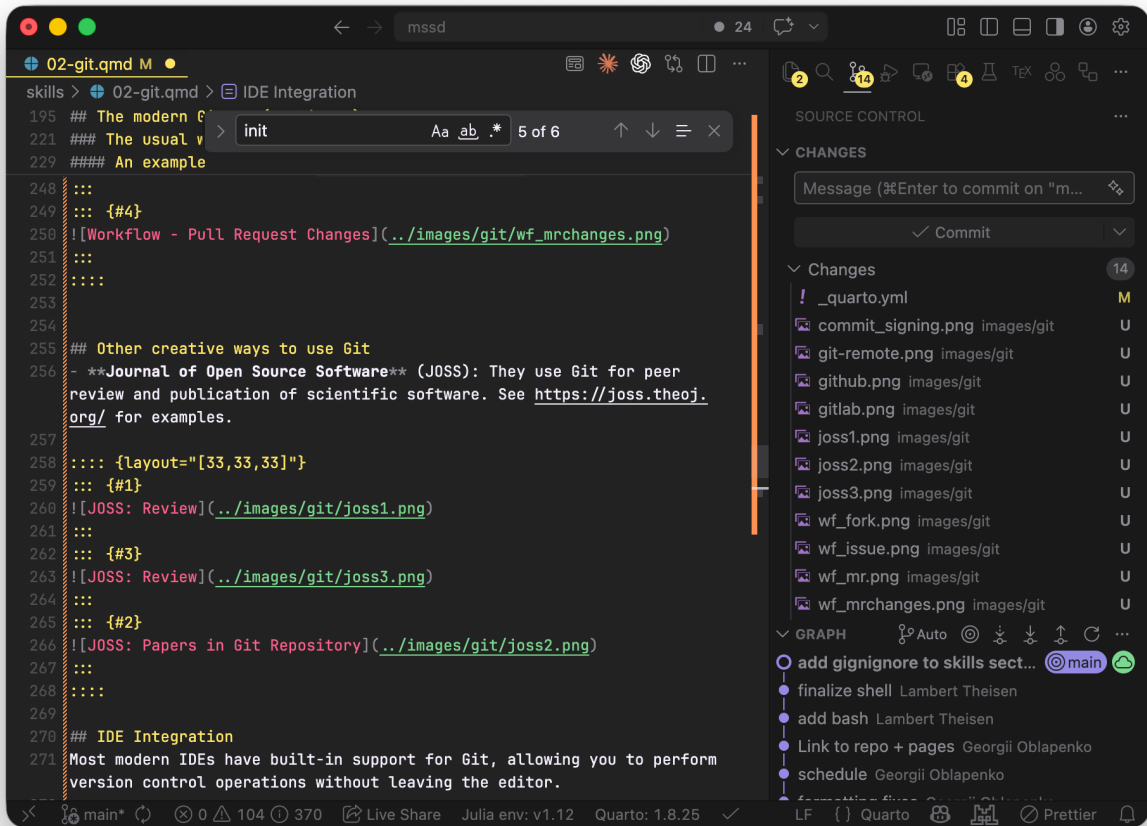 mssd
24
02-git.qmd M
skills > 02-git.qmd > IDE Integration
195 ## The modern G
221 ### The usual w
229 #### An example
init
Aa ab .* 5 of 6
248 :::
249 ::: {#4}
250 ![Workflow - Pull Request Changes](../images/git/wf_mrchanges.png)
251 :::
252 ::::
253
254
255 ## Other creative ways to use Git
256 - **Journal of Open Source Software** (JOSS): They use Git for peer
review and publication of scientific software. See https://joss.theoj.
org/ for examples.
257
258 :::: {layout="[33,33,33]"}
259 ::: {#1}
260 ![JOSS: Review](../images/git/joss1.png)
261 :::
262 ::: {#3}
263 ![JOSS: Review](../images/git/joss3.png)
264 :::
265 ::: {#2}
266 ![JOSS: Papers in Git Repository](../images/git/joss2.png)
267 :::
268 ::::
269
270 ## IDE Integration
271 Most modern IDEs have built-in support for Git, allowing you to perform
version control operations without leaving the editor.
2 14 4 TEX
SOURCE CONTROL
CHANGES
Message (⌘Enter to commit on "m...
Commit
Changes 14
! _quarto.yml M
commit_signing.png images/git U
git-remote.png images/git U
github.png images/git U
gitlab.png images/git U
joss1.png images/git U
joss2.png images/git U
joss3.png images/git U
wf_fork.png images/git U
wf_issue.png images/git U
wf_mr.png images/git U
wf_mrchanges.png images/git U
GRAPH Auto
add gignignore to skills sect... main
finalize shell Lambert Theisen
add bash Lambert Theisen
Link to repo + pages Georgii Oblapenko
schedule Georgii Oblapenko
main* 0 104 370 Live Share Julia env: v1.12 Quarto: 1.8.25 LF {} Quarto Prettier